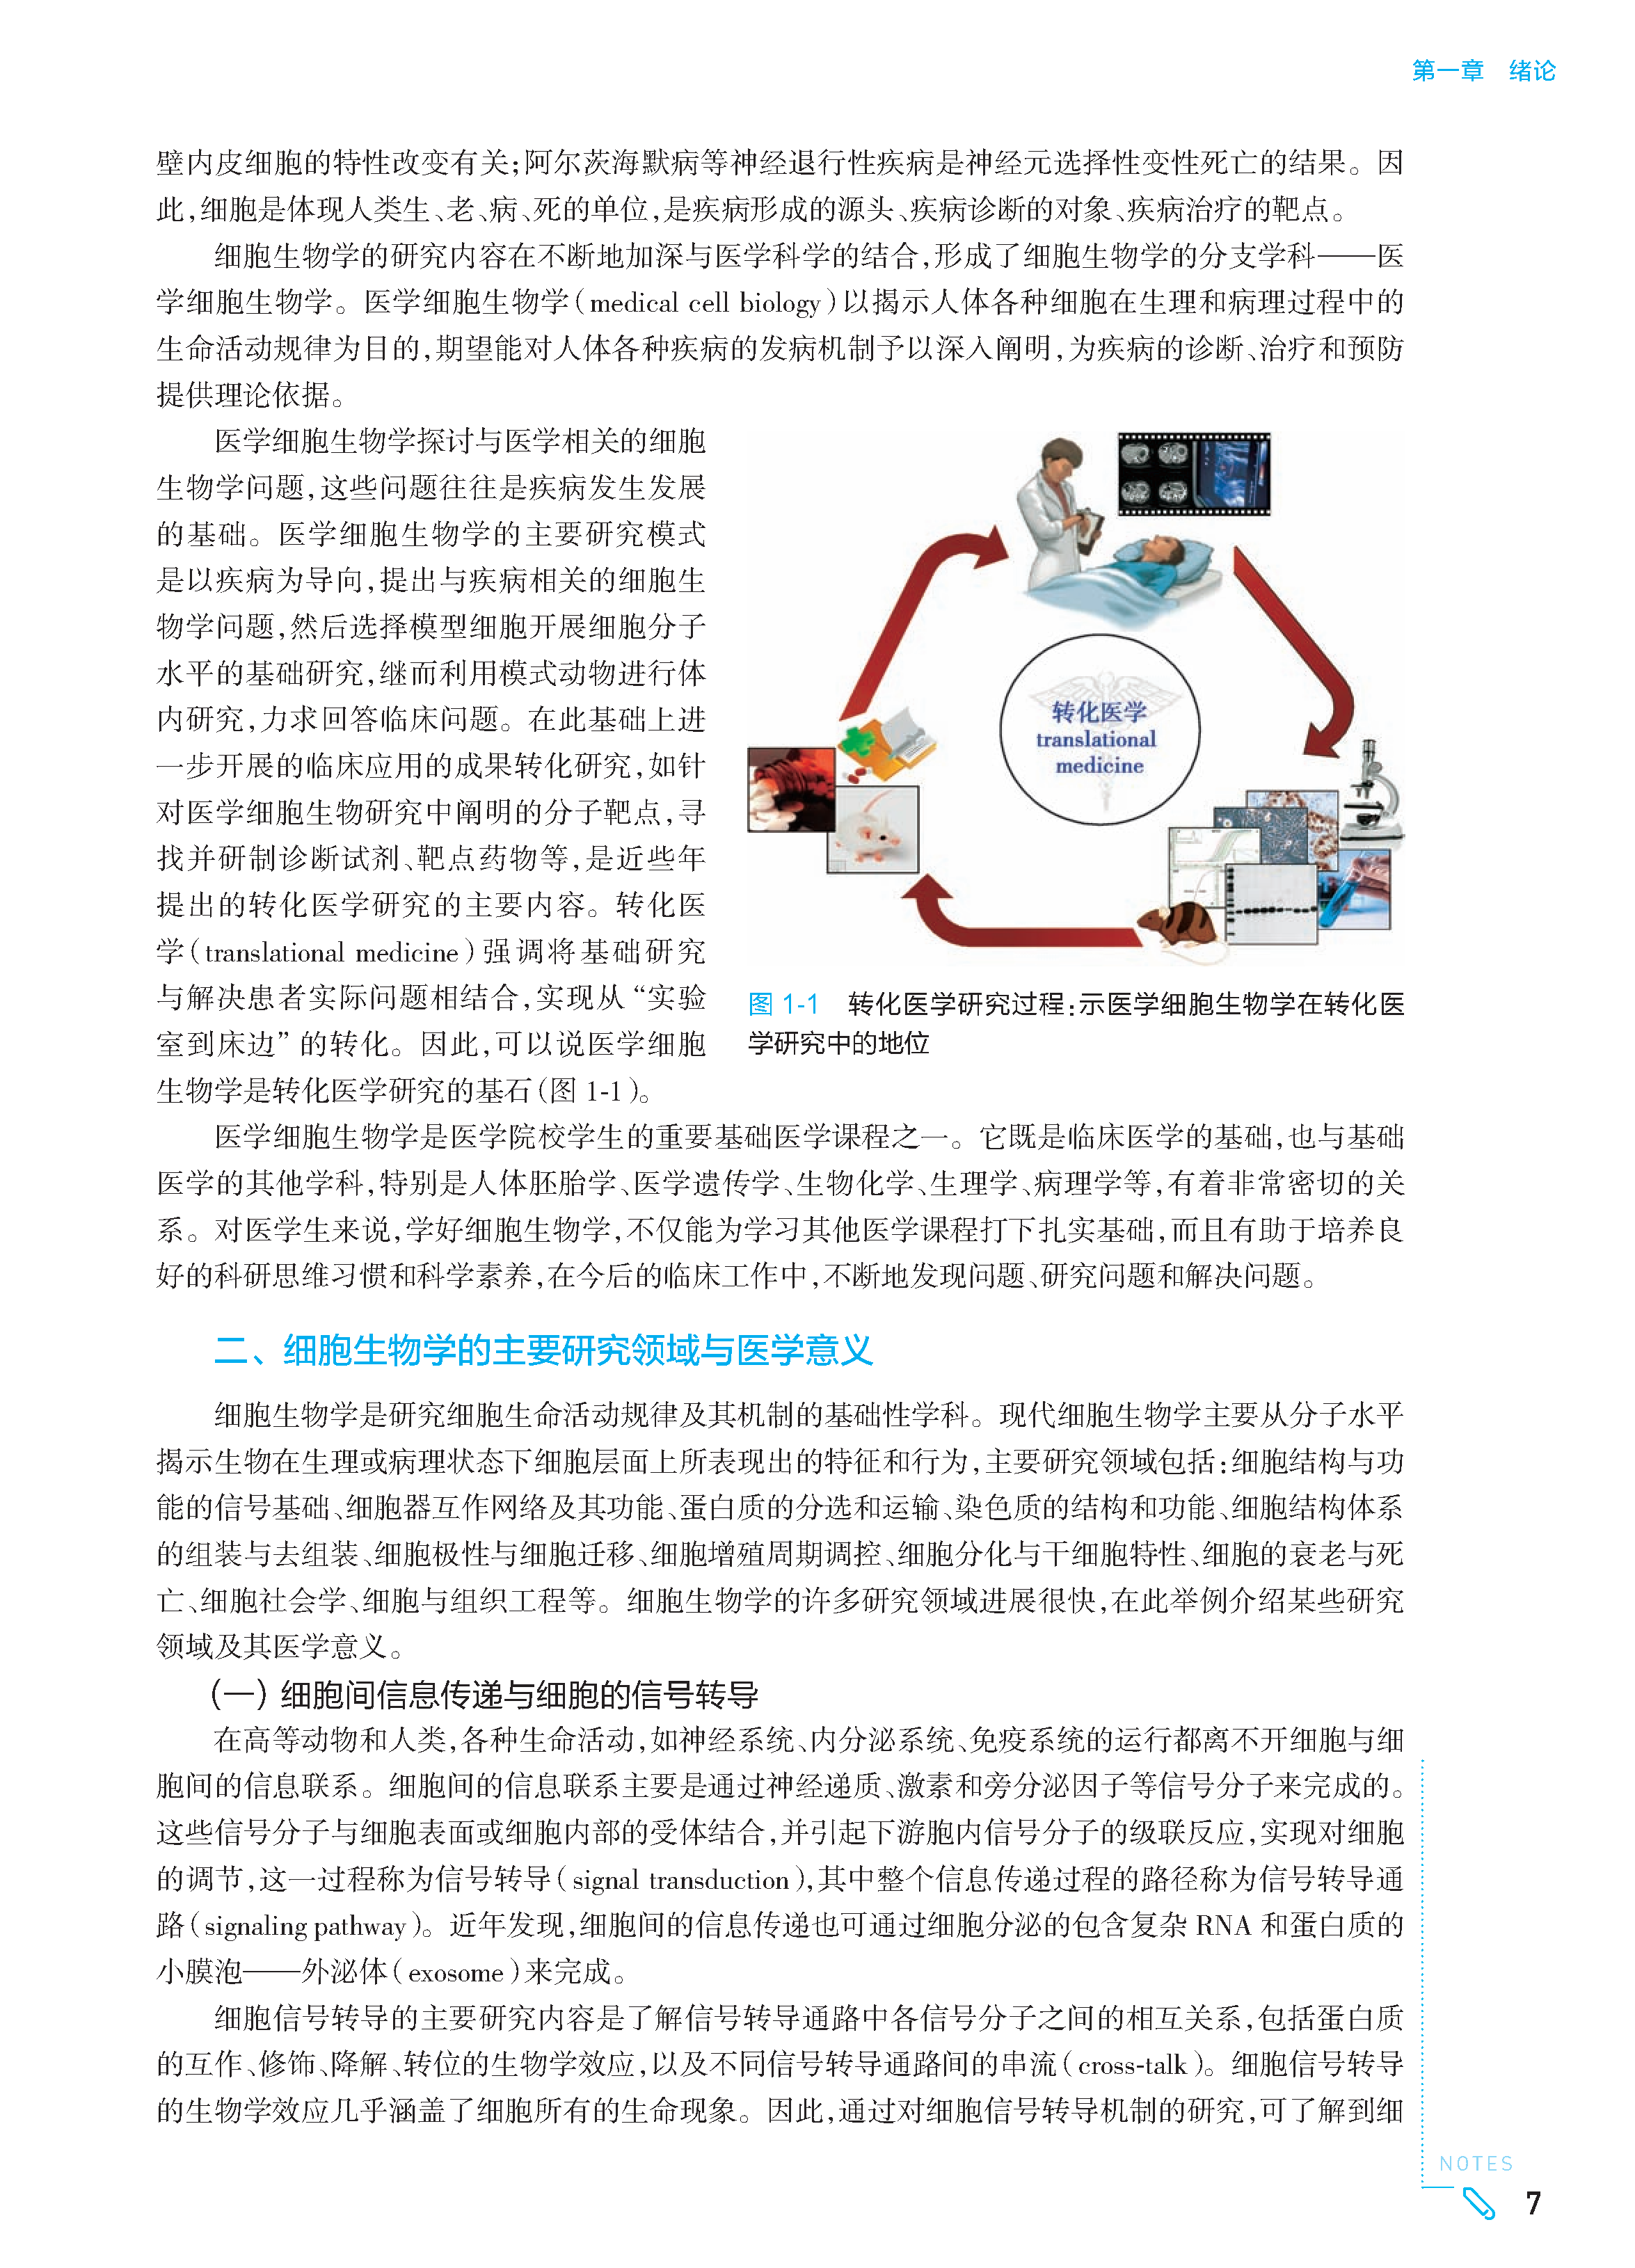 第一章 绪论
壁内皮细胞的特性改变有关;阿尔茨海默病等神经退行性疾病是神经元选择性变性死亡的结果。因
此,细胞是体现人类生、老、病、死的单位,是疾病形成的源头、疾病诊断的对象、疾病治疗的靶点。
细胞生物学的研究内容在不断地加深与医学科学的结合,形成了细胞生物学的分支学科——医
学细胞生物学。医学细胞生物学(medical cell biology)以揭示人体各种细胞在生理和病理过程中的
生命活动规律为目的,期望能对人体各种疾病的发病机制予以深入阐明,为疾病的诊断、治疗和预防
提供理论依据。
医学细胞生物学探讨与医学相关的细胞
生物学问题,这些问题往往是疾病发生发展
的基础。医学细胞生物学的主要研究模式
是以疾病为导向,提出与疾病相关的细胞生
物学问题,然后选择模型细胞开展细胞分子
水平的基础研究,继而利用模式动物进行体
内研究,力求回答临床问题。在此基础上进
一步开展的临床应用的成果转化研究,如针
对医学细胞生物研究中阐明的分子靶点,寻
找并研制诊断试剂、靶点药物等,是近些年
提出的转化医学研究的主要内容。转化医
学(translational medicine)强调将基础研究
与解决患者实际问题相结合,实现从“实验
室到床边”的转化。因此,可以说医学细胞
生物学是转化医学研究的基石(图 1-1)。
转化医学
translational
medicine
图 1-1 转化医学研究过程:示医学细胞生物学在转化医
学研究中的地位
医学细胞生物学是医学院校学生的重要基础医学课程之一。它既是临床医学的基础,也与基础
医学的其他学科,特别是人体胚胎学、医学遗传学、生物化学、生理学、病理学等,有着非常密切的关
系。对医学生来说,学好细胞生物学,不仅能为学习其他医学课程打下扎实基础,而且有助于培养良
好的科研思维习惯和科学素养,在今后的临床工作中,不断地发现问题、研究问题和解决问题。
二、细胞生物学的主要研究领域与医学意义
细胞生物学是研究细胞生命活动规律及其机制的基础性学科。现代细胞生物学主要从分子水平
揭示生物在生理或病理状态下细胞层面上所表现出的特征和行为,主要研究领域包括:细胞结构与功
能的信号基础、细胞器互作网络及其功能、蛋白质的分选和运输、染色质的结构和功能、细胞结构体系
的组装与去组装、细胞极性与细胞迁移、细胞增殖周期调控、细胞分化与干细胞特性、细胞的衰老与死
亡、细胞社会学、细胞与组织工程等。细胞生物学的许多研究领域进展很快,在此举例介绍某些研究
领域及其医学意义。
(一)细胞间信息传递与细胞的信号转导
在高等动物和人类,各种生命活动,如神经系统、内分泌系统、免疫系统的运行都离不开细胞与细
胞间的信息联系。细胞间的信息联系主要是通过神经递质、激素和旁分泌因子等信号分子来完成的。
这些信号分子与细胞表面或细胞内部的受体结合,并引起下游胞内信号分子的级联反应,实现对细胞
的调节,这一过程称为信号转导(signal transduction),其中整个信息传递过程的路径称为信号转导通
路(signaling pathway)。近年发现,细胞间的信息传递也可通过细胞分泌的包含复杂 RNA 和蛋白质的
小膜泡——外泌体(exosome)来完成。
细胞信号转导的主要研究内容是了解信号转导通路中各信号分子之间的相互关系,包括蛋白质
的互作、修饰、降解、转位的生物学效应,以及不同信号转导通路间的串流(cross-talk)。细胞信号转导
的生物学效应几乎涵盖了细胞所有的生命现象。因此,通过对细胞信号转导机制的研究,可了解到细
NOTES
7